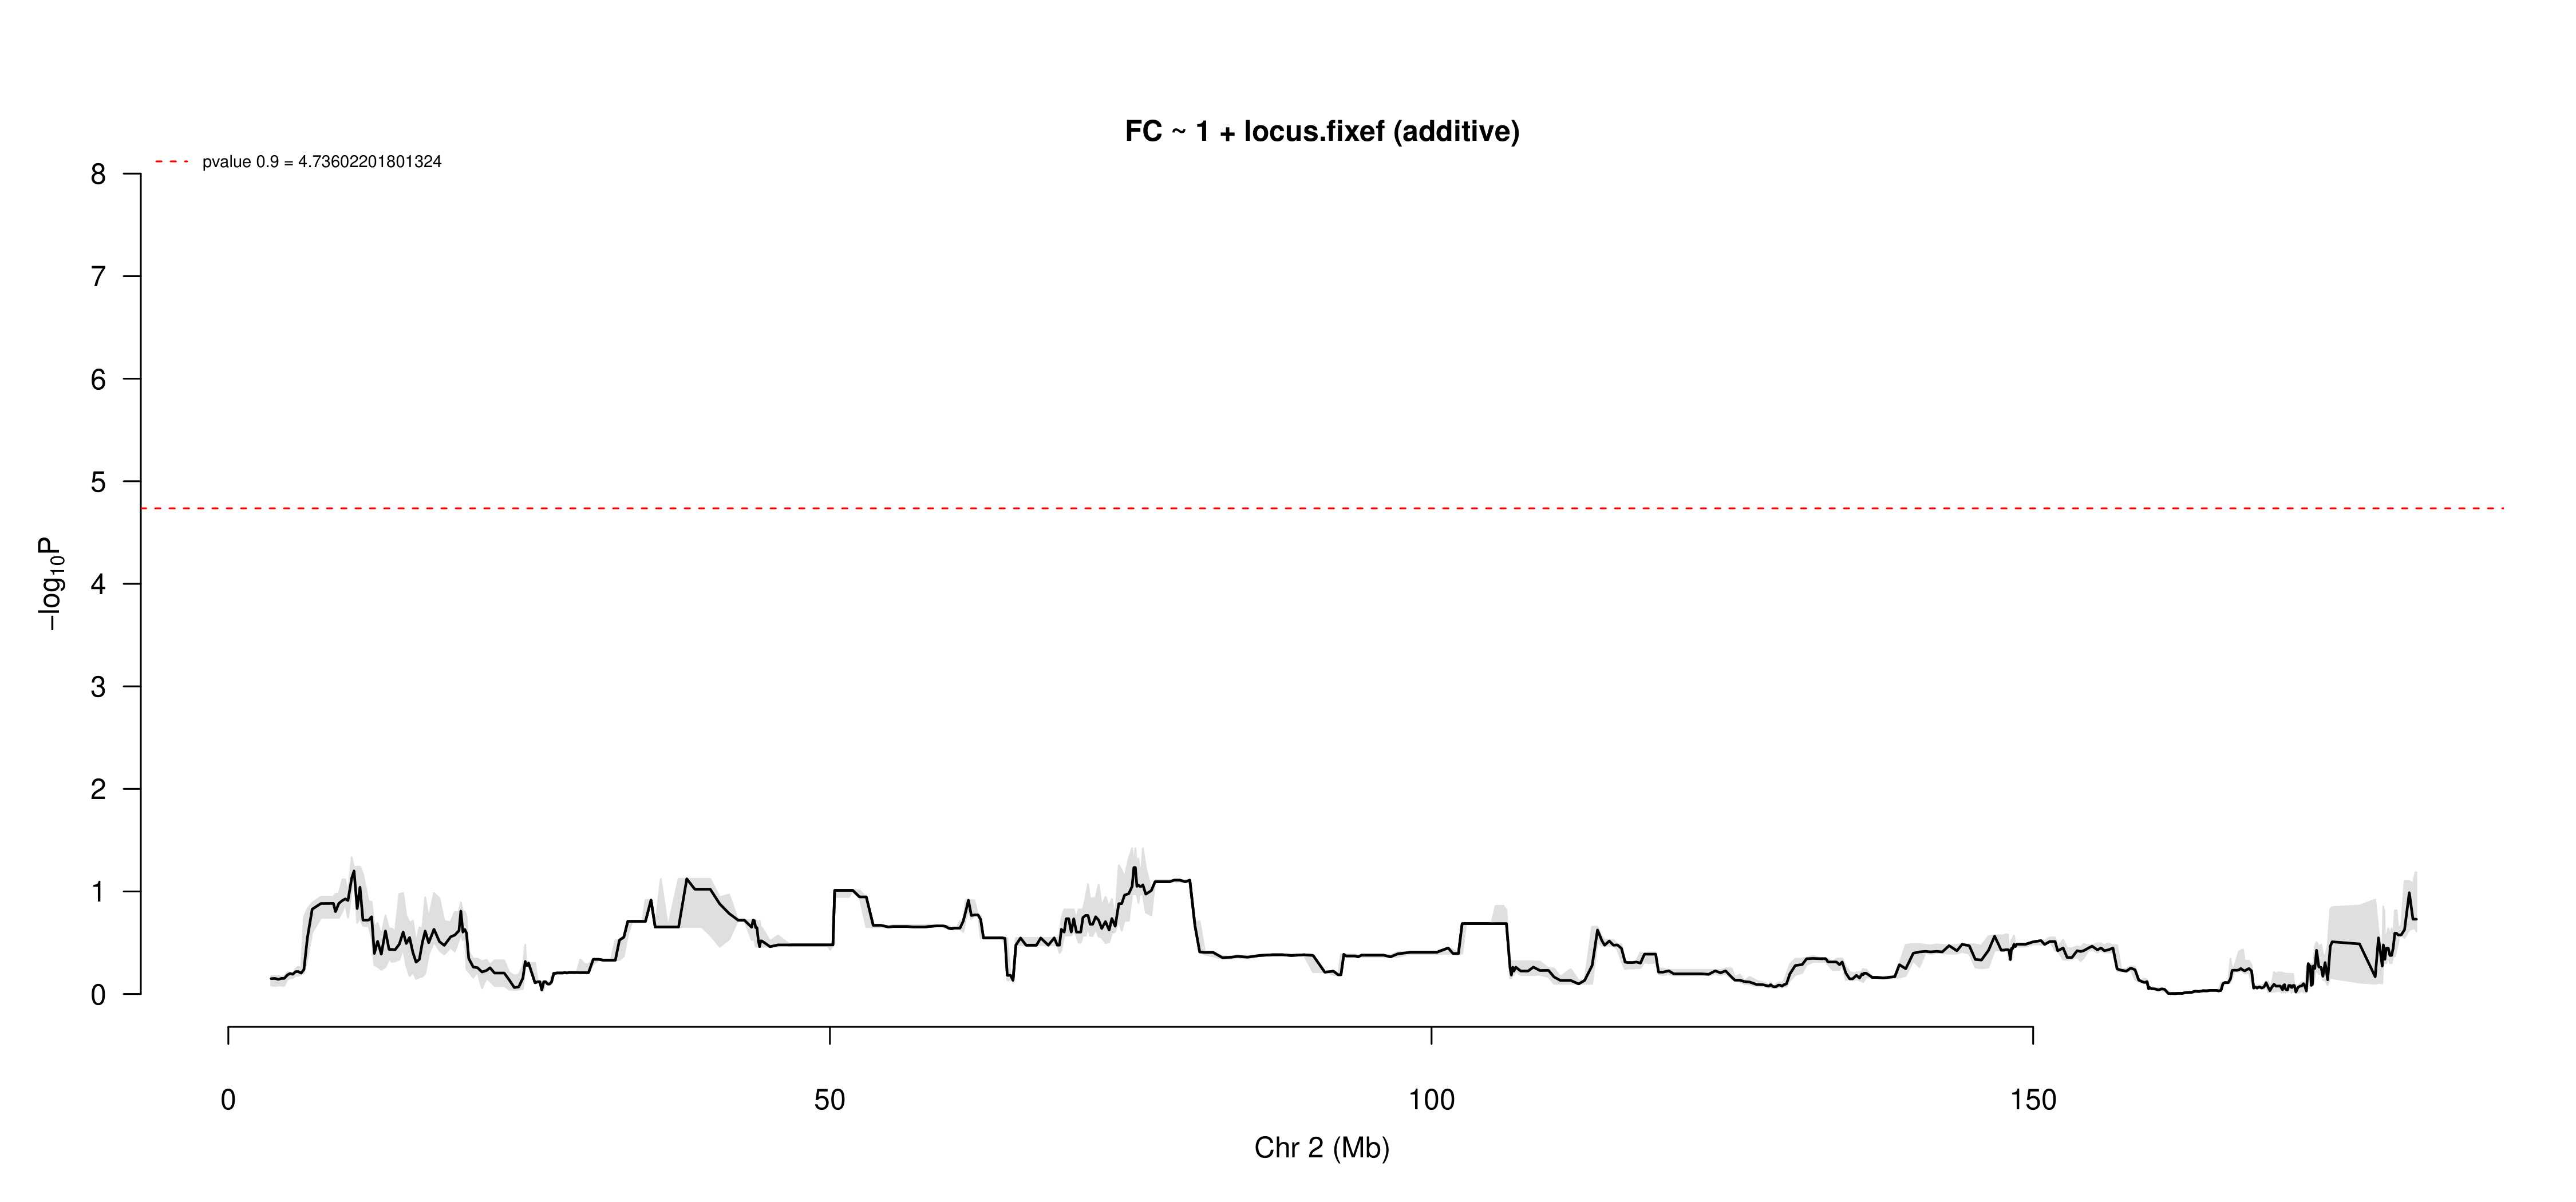 FC ~ 1 + locus.fixef (additive)
pvalue 0.9 = 4.73602201801324
8
7
6
5
4
3
2
1
0
−log10P
0 50 100 150
Chr 2 (Mb)